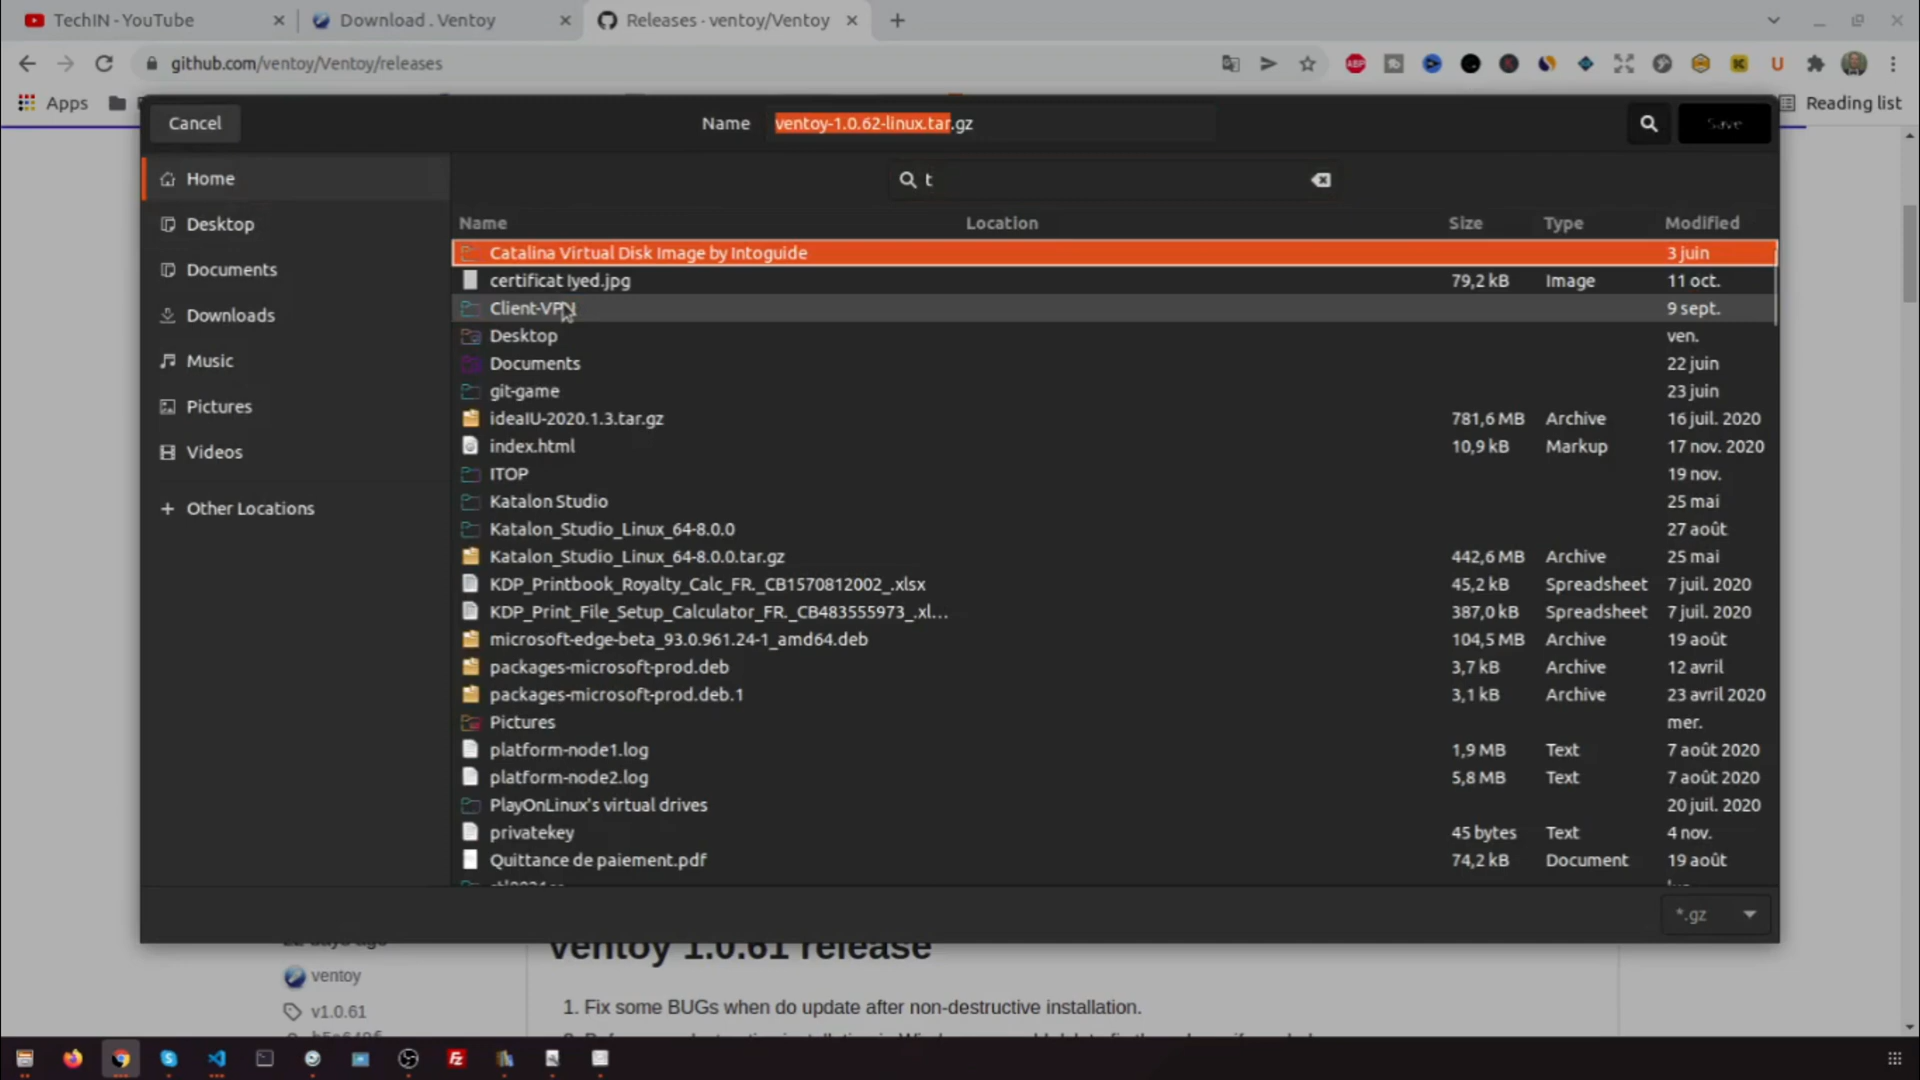 TechIN - YouTube
Download . Ventoy
Releases · ventoy/Ventoy
github.com/ventoy/Ventoy/releases
Apps
Reading list
Cancel
Name
ventoy-1.0.62-linux.tar.gz
Save
Home
Desktop
Documents
Downloads
Music
Pictures
Videos
Other Locations
t
Name Location Size Type Modified
Catalina Virtual Disk Image by Intoguide 3 juin
certificat Iyed.jpg 79,2 kB Image 11 oct.
Client-VPN 9 sept.
Desktop ven.
Documents 22 juin
git-game 23 juin
ideaIU-2020.1.3.tar.gz 781,6 MB Archive 16 juil. 2020
index.html 10,9 kB Markup 17 nov. 2020
ITOP 19 nov.
Katalon Studio 25 mai
Katalon_Studio_Linux_64-8.0.0 27 août
Katalon_Studio_Linux_64-8.0.0.tar.gz 442,6 MB Archive 25 mai
KDP_Printbook_Royalty_Calc_FR._CB1570812002_.xlsx 45,2 kB Spreadsheet 7 juil. 2020
KDP_Print_File_Setup_Calculator_FR._CB483555973_.xl... 387,0 kB Spreadsheet 7 juil. 2020
microsoft-edge-beta_93.0.961.24-1_amd64.deb 104,5 MB Archive 19 août
packages-microsoft-prod.deb 3,7 kB Archive 12 avril
packages-microsoft-prod.deb.1 3,1 kB Archive 23 avril 2020
Pictures mer.
platform-node1.log 1,9 MB Text 7 août 2020
platform-node2.log 5,8 MB Text 7 août 2020
PlayOnLinux's virtual drives 20 juil. 2020
privatekey 45 bytes Text 4 nov.
Quittance de paiement.pdf 74,2 kB Document 19 août
*.gz
22 days ago
ventoy
v1.0.61
Ventoy 1.0.61 release
1. Fix some BUGs when do update after non-destructive installation.